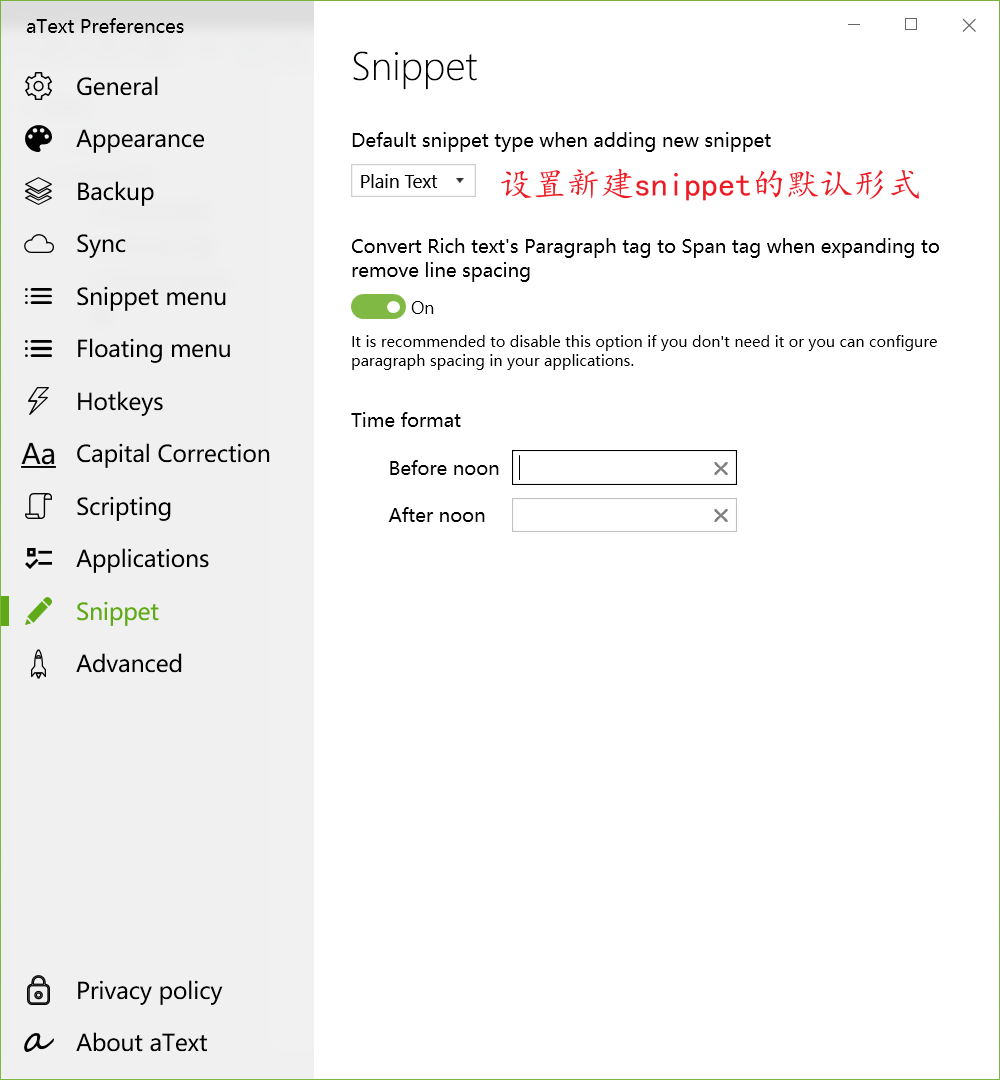 aText Preferences
General
Appearance
Backup
Sync
Snippet menu
Floating menu
Hotkeys
Aa Capital Correction
Scripting
Applications
Snippet
Advanced
Privacy policy
About aText
Snippet
Default snippet type when adding new snippet
Plain Text
设置新建snippet的默认形式
Convert Rich text's Paragraph tag to Span tag when expanding to
remove line spacing
On
It is recommended to disable this option if you don't need it or you can configure
paragraph spacing in your applications.
Time format
Before noon
After noon